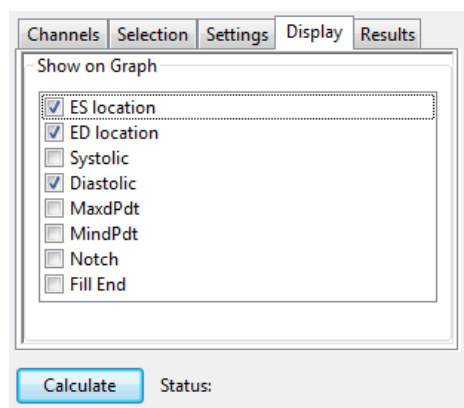 Channels Selection Settings Display Results
Show on Graph
ES location
ED location
Systolic
Diastolic
MaxdPdt
MindPdt
Notch
Fill End
Calculate Status: